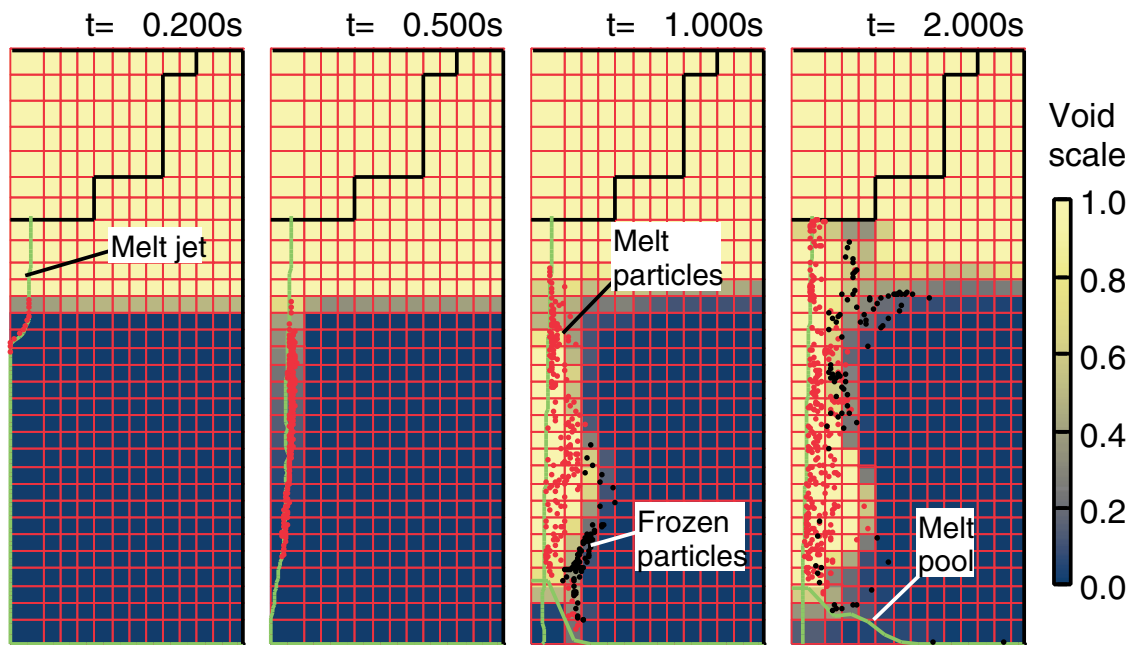 t= 0.200s
t= 0.500s
t= 1.000s
t= 2.000s
Void
scale
1.0
0.8
0.6
0.4
0.2
0.0
Melt jet
Melt
particles
Frozen
particles
Melt
pool